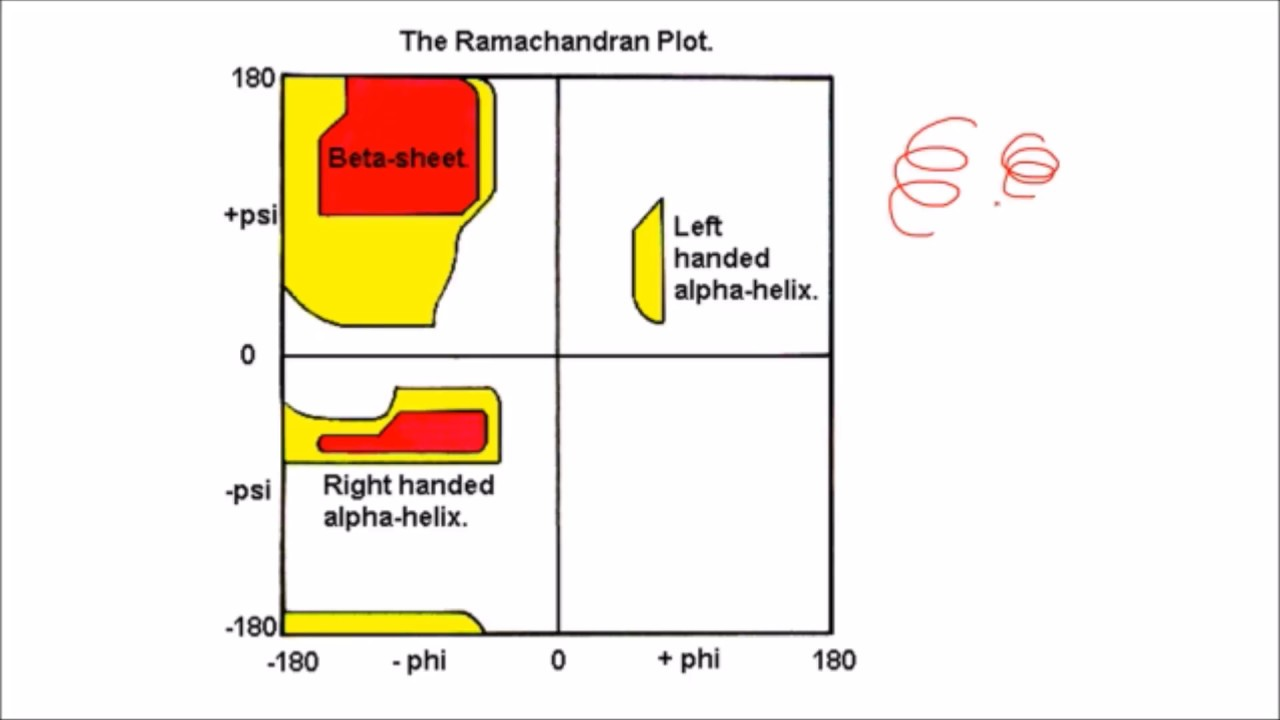 The Ramachandran Plot.
180
Beta-sheet.
+psi
Left
handed
alpha-helix.
0
-psi
Right handed
alpha-helix.
-180
-180
- phi
0
+ phi
180